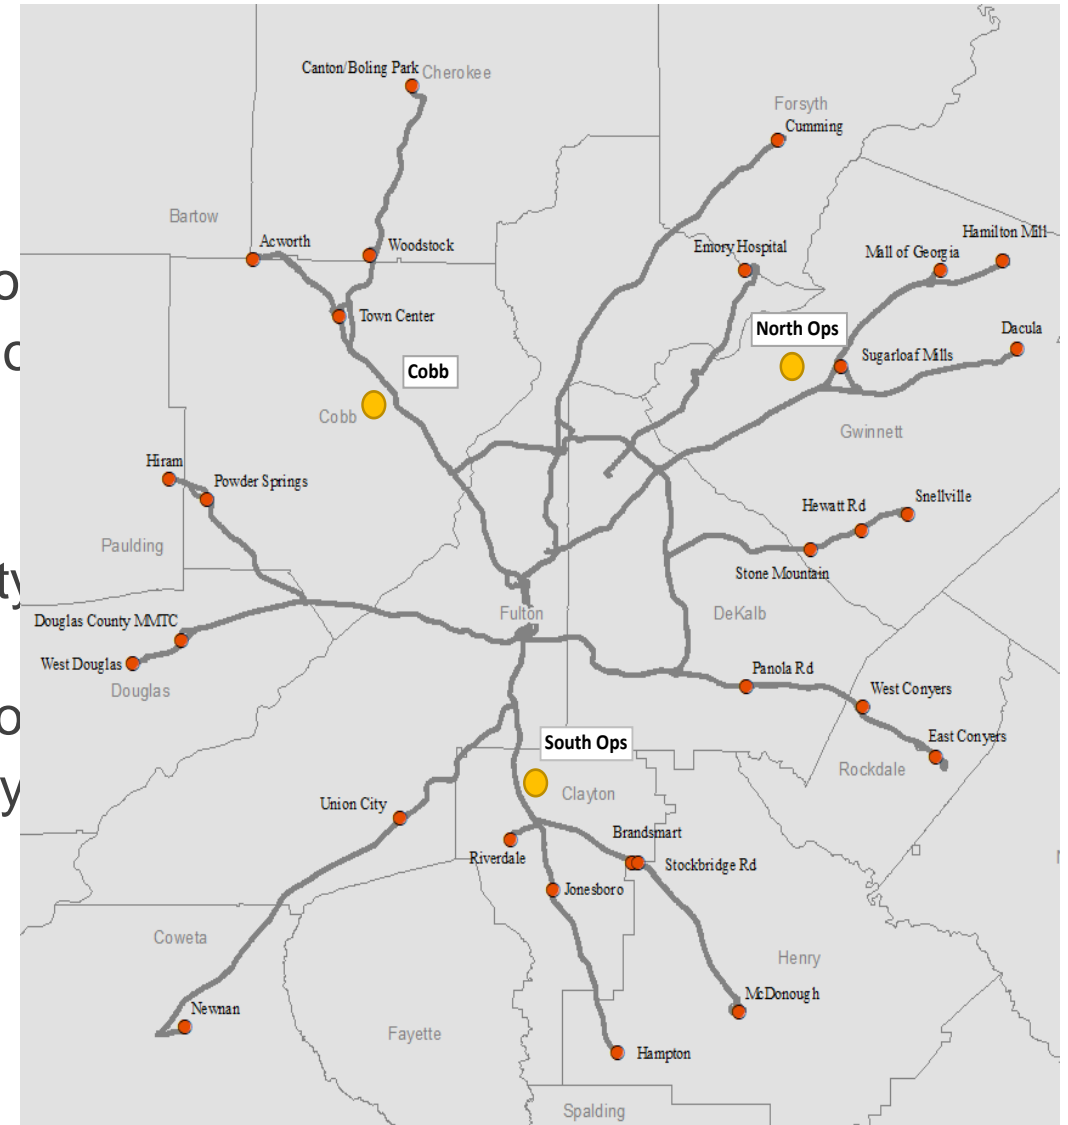 Canton/Boling Park
Cherokee
Forsyth
Cumming
Bartow
Acworth
Woodstock
Emory Hospital
Mall of Georgia
Hamilton Mill
Town Center
North Ops
Dacula
Sugarloaf Mills
Cobb
Cobb
Gwinnett
Hiram
Powder Springs
Hewatt Rd
Snellville
Paulding
Stone Mountain
Fulton
DeKalb
Douglas County MMTC
West Douglas
Douglas
Panola Rd
West Conyers
East Conyers
South Ops
Rockdale
Clayton
Union City
Brandsmart
Riverdale
Stockbridge Rd
Jonesboro
Coweta
Henry
McDonough
Newnan
Fayette
Hampton
Spalding